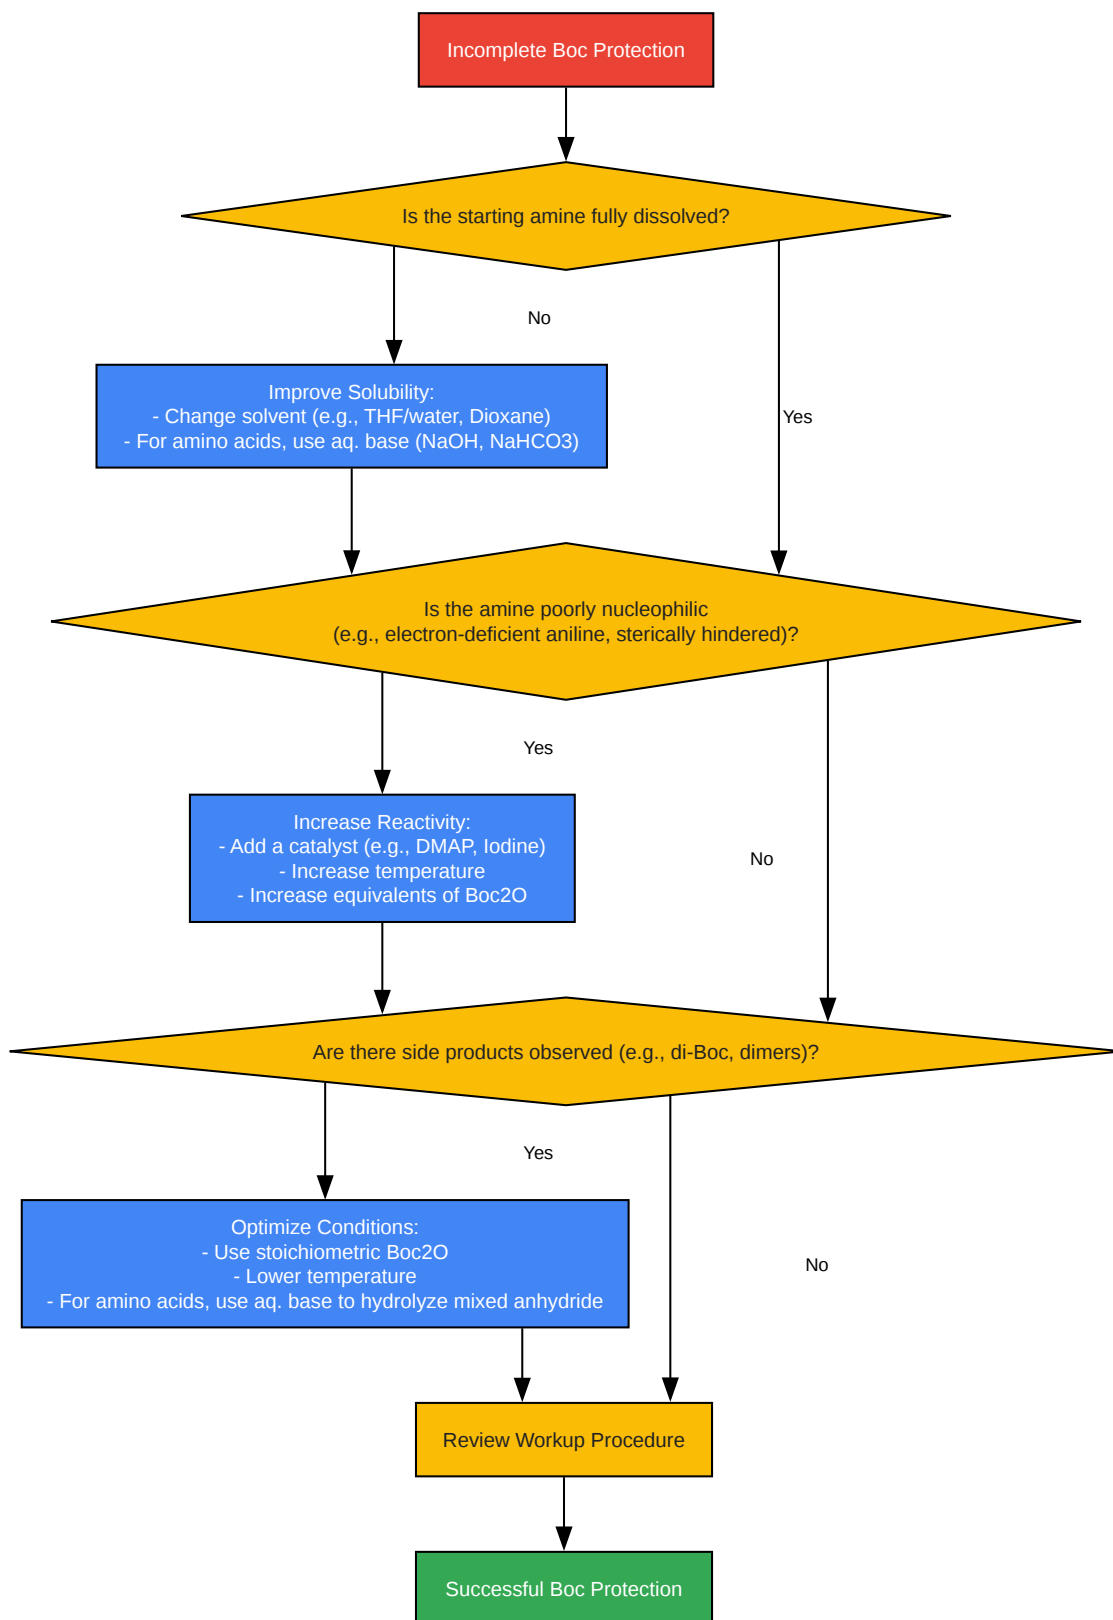 Incomplete Boc Protection
Is the starting amine fully dissolved?
No
Improve Solubility:
- Change solvent (e.g., THF/water, Dioxane)
- For amino acids, use aq. base (NaOH, NaHCO3)
Yes
Is the amine poorly nucleophilic
(e.g., electron-deficient aniline, sterically hindered)?
Yes
Increase Reactivity:
- Add a catalyst (e.g., DMAP, Iodine)
- Increase temperature
- Increase equivalents of Boc2O
No
Are there side products observed (e.g., di-Boc, dimers)?
Yes
Optimize Conditions:
- Use stoichiometric Boc2O
- Lower temperature
- For amino acids, use aq. base to hydrolyze mixed anhydride
No
Review Workup Procedure
Successful Boc Protection